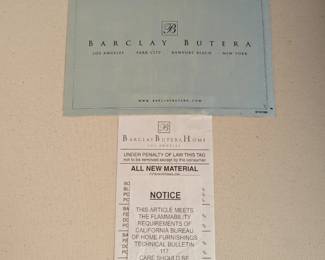 B
BARCLAY BUTERA
LOS ANGELES PARK CITY NEWPORT BEACH NEW YORK
WWW.BARCLAYBUTERA.COM
B
BARCLAY BUTERA HOME
LOS ANGELES
UNDER PENALTY OF LAW THIS TAG
not to be removed except by the consumer
ALL NEW MATERIAL
NOTICE
THIS ARTICLE MEETS
THE FLAMMABILITY
REQUIREMENTS OF
CALIFORNIA BUREAU
OF HOME FURNISHINGS
TECHNICAL BULLETIN
117.
CARE SHOULD BE